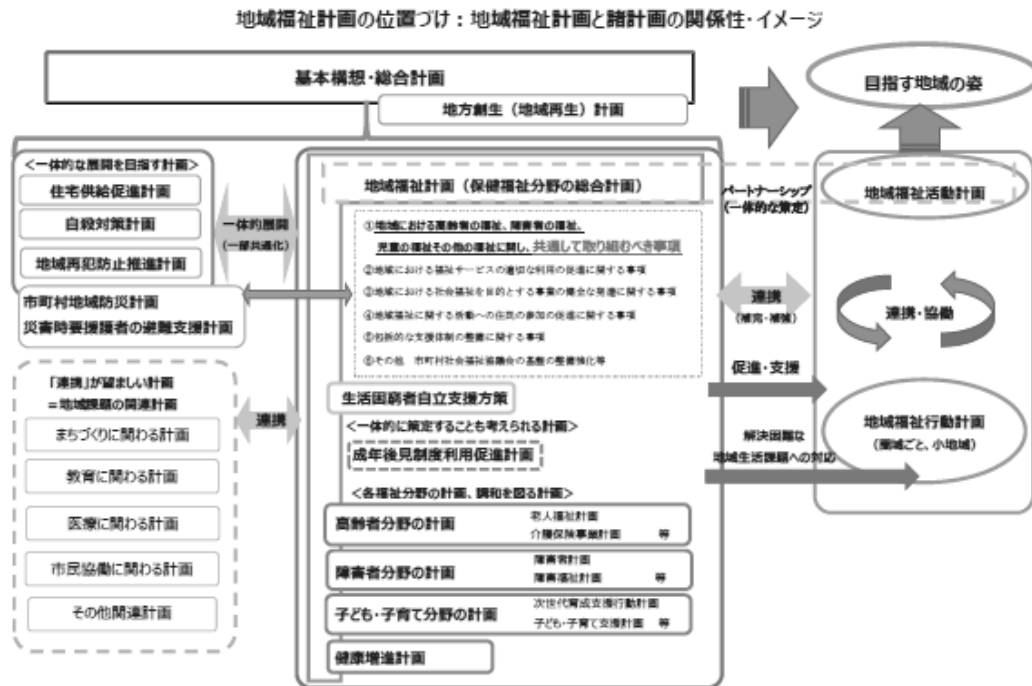 地域福祉計画の位置づけ：地域福祉計画と諸計画の関係性・イメージ
基本構想・総合計画
地方創生（地域再生）計画
目指す地域の姿
＜一体的な展開を目指す計画＞
住宅供給促進計画
自殺対策計画
地域再犯防止推進計画
市町村地域防災計画
災害時要援護者の避難支援計画
一体的展開
（一部共通化）
「連携」が望ましい計画
＝地域課題の関連計画
まちづくりに関わる計画
教育に関わる計画
医療に関わる計画
市民協働に関わる計画
その他関連計画
連携
地域福祉計画（保健福祉分野の総合計画）
①地域における高齢者の福祉、障害者の福祉、
児童の福祉その他の福祉に関し、共通して取り組むべき事項
②地域における福祉サービスの適切な利用の促進に関する事項
③地域における社会福祉を目的とする事業の健全な発達に関する事項
④地域福祉に関する活動への住民の参加の促進に関する事項
⑤包括的な支援体制の整備に関する事項
⑥その他　市町村社会福祉協議会の基盤の整備強化等
生活困窮者自立支援方策
＜一体的に策定することも考えられる計画＞
成年後見制度利用促進計画
＜各福祉分野の計画、調和を図る計画＞
高齢者分野の計画
老人福祉計画
介護保険事業計画　等
障害者分野の計画
障害者計画
障害福祉計画　等
子ども・子育て分野の計画
次世代育成支援行動計画
子ども・子育て支援計画　等
健康増進計画
パートナーシップ
（一体的な策定）
連携
（補完・補強）
促進・支援
解決困難な
地域生活課題への対応
地域福祉活動計画
連携・協働
地域福祉行動計画
（圏域ごと、小地域）